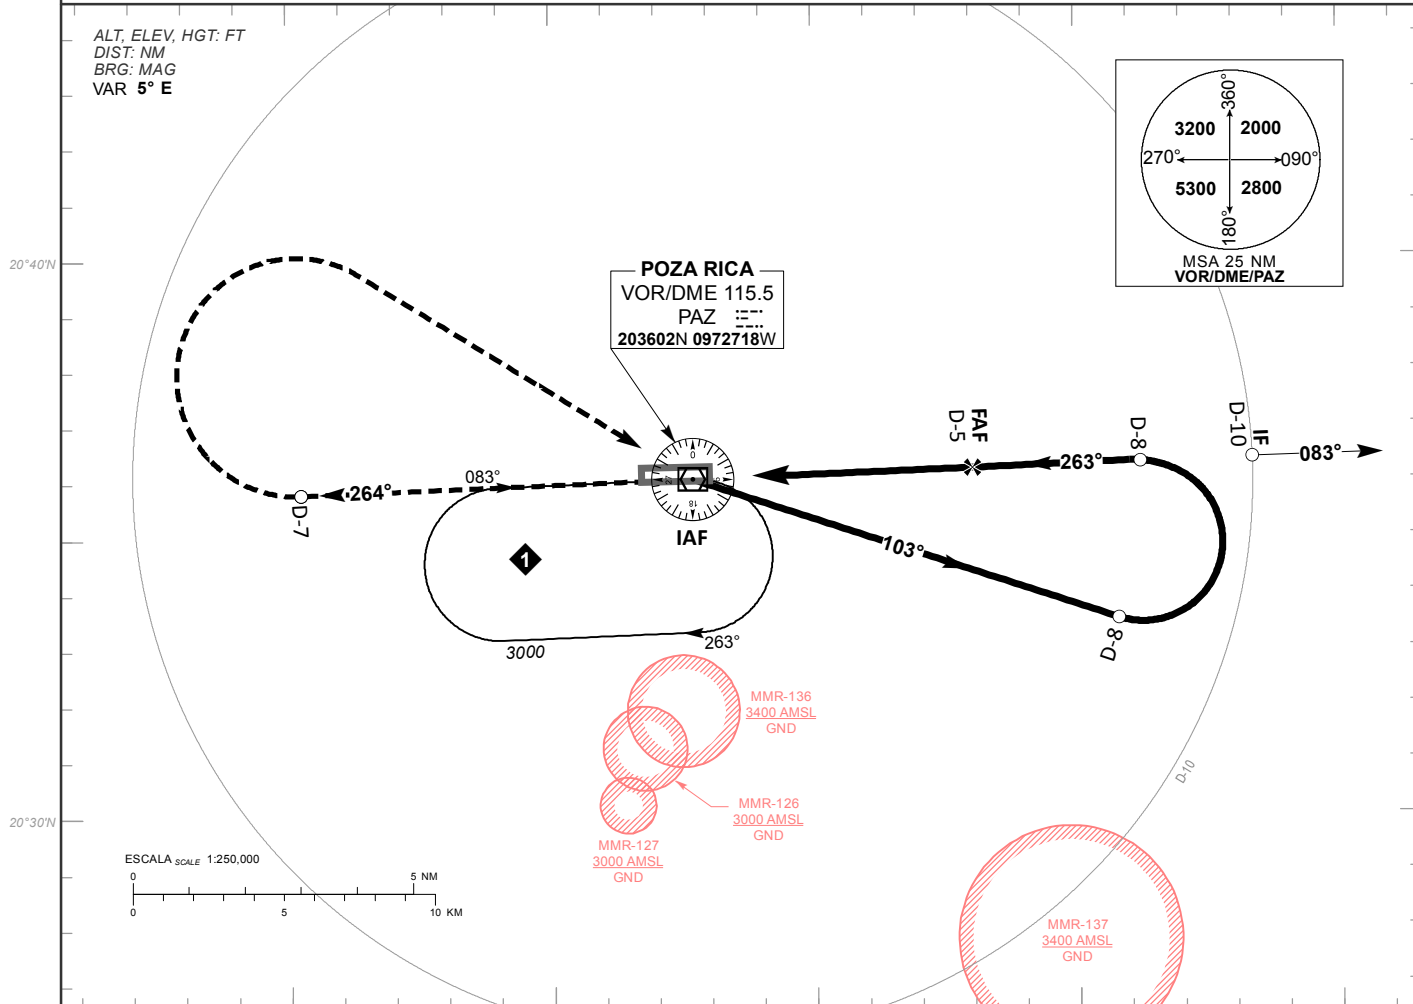 ALT, ELEV, HGT: FT
DIST: NM
BRG: MAG
VAR 5° E
360°
3200 2000
270° 090°
5300 2800
180°
MSA 25 NM
VOR/DME/PAZ
20°40'N
POZA RICA
VOR/DME 115.5
PAZ
203602N 0972718W
FAF
D-5
D-8
IF
D-10
083°
263°
083°
264°
D-7
0
18
IAF
103°
1
D-8
263°
3000
MMR-136
3400 AMSL
GND
D-10
MMR-126
3000 AMSL
GND
20°30'N
MMR-127
3000 AMSL
GND
ESCALA SCALE 1:250,000
0 5 NM
0 5 10 KM
MMR-137
3400 AMSL
GND